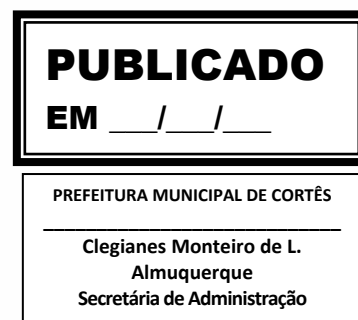 PUBLICADO
EM ___/___/___
PREFEITURA MUNICIPAL DE CORTÊS
______________________________
Clegianes Monteiro de L.
Almuquerque
Secretária de Administração